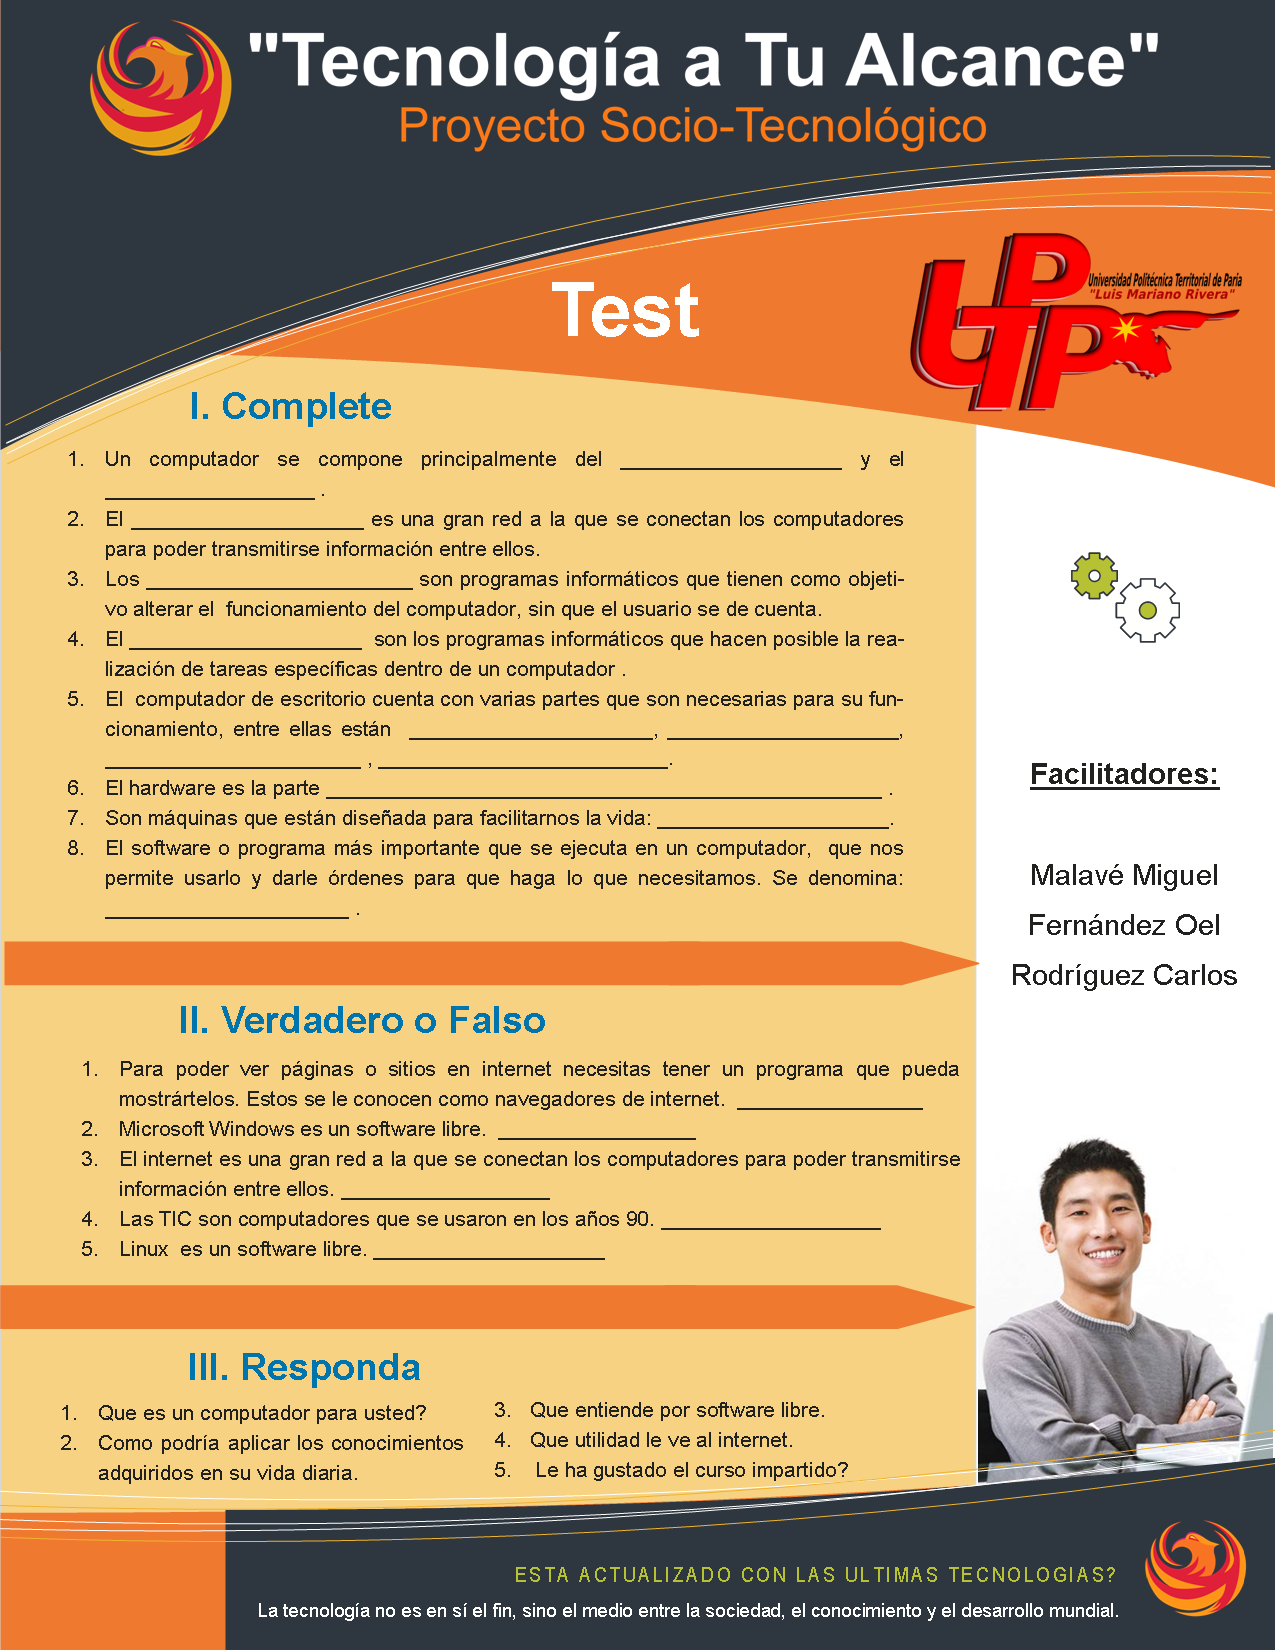 "Tecnología a Tu Alcance"
Proyecto Socio-Tecnológico
UPTP
Universidad Politécnica Territorial de Paria
"Luis Mariano Rivera"
Test
I. Complete
1. Un computador se compone principalmente del ___________________ y el
__________________ .
2. El ____________________ es una gran red a la que se conectan los computadores
para poder transmitirse información entre ellos.
3. Los _______________________ son programas informáticos que tienen como objeti-
vo alterar el funcionamiento del computador, sin que el usuario se de cuenta.
4. El ____________________ son los programas informáticos que hacen posible la rea-
lización de tareas específicas dentro de un computador .
5. El computador de escritorio cuenta con varias partes que son necesarias para su fun-
cionamiento, entre ellas están _____________________, ____________________,
______________________ , _________________________.
6. El hardware es la parte ________________________________________________ .
7. Son máquinas que están diseñada para facilitarnos la vida: ____________________.
8. El software o programa más importante que se ejecuta en un computador, que nos
permite usarlo y darle órdenes para que haga lo que necesitamos. Se denomina:
_____________________ .
Facilitadores:
Malavé Miguel
Fernández Oel
Rodríguez Carlos
II. Verdadero o Falso
1. Para poder ver páginas o sitios en internet necesitas tener un programa que pueda
mostrártelos. Estos se le conocen como navegadores de internet. ________________
2. Microsoft Windows es un software libre. _________________
3. El internet es una gran red a la que se conectan los computadores para poder transmitirse
información entre ellos. __________________
4. Las TIC son computadores que se usaron en los años 90. ___________________
5. Linux es un software libre. ____________________
III. Responda
1. Que es un computador para usted?
2. Como podría aplicar los conocimientos
adquiridos en su vida diaria.
3. Que entiende por software libre.
4. Que utilidad le ve al internet.
5. Le ha gustado el curso impartido?
ESTA ACTUALIZADO CON LAS ULTIMAS TECNOLOGIAS?
La tecnología no es en sí el fin, sino el medio entre la sociedad, el conocimiento y el desarrollo mundial.